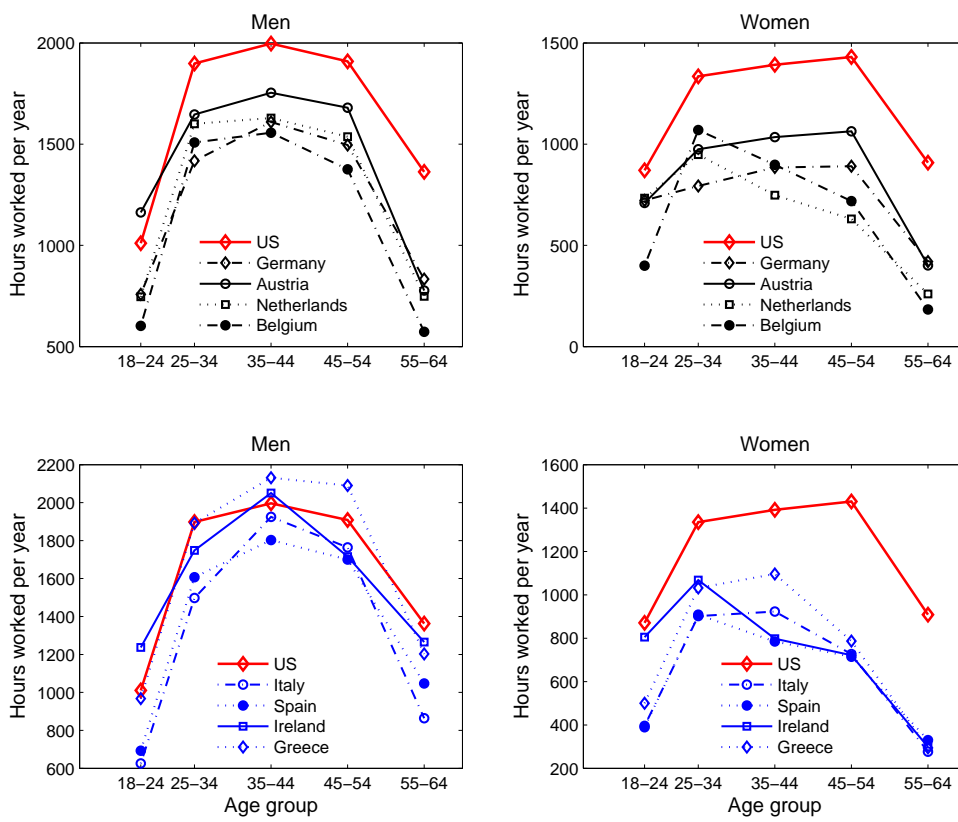 Men
Hours worked per year
2000
1500
1000
500
US
Germany
Austria
Netherlands
Belgium
18–24 25–34 35–44 45–54 55–64
Women
Hours worked per year
1500
1000
500
0
US
Germany
Austria
Netherlands
Belgium
18–24 25–34 35–44 45–54 55–64
Men
Hours worked per year
2200
2000
1800
1600
1400
1200
1000
800
600
US
Italy
Spain
Ireland
Greece
18–24 25–34 35–44 45–54 55–64
Age group
Women
Hours worked per year
1600
1400
1200
1000
800
600
400
200
US
Italy
Spain
Ireland
Greece
18–24 25–34 35–44 45–54 55–64
Age group